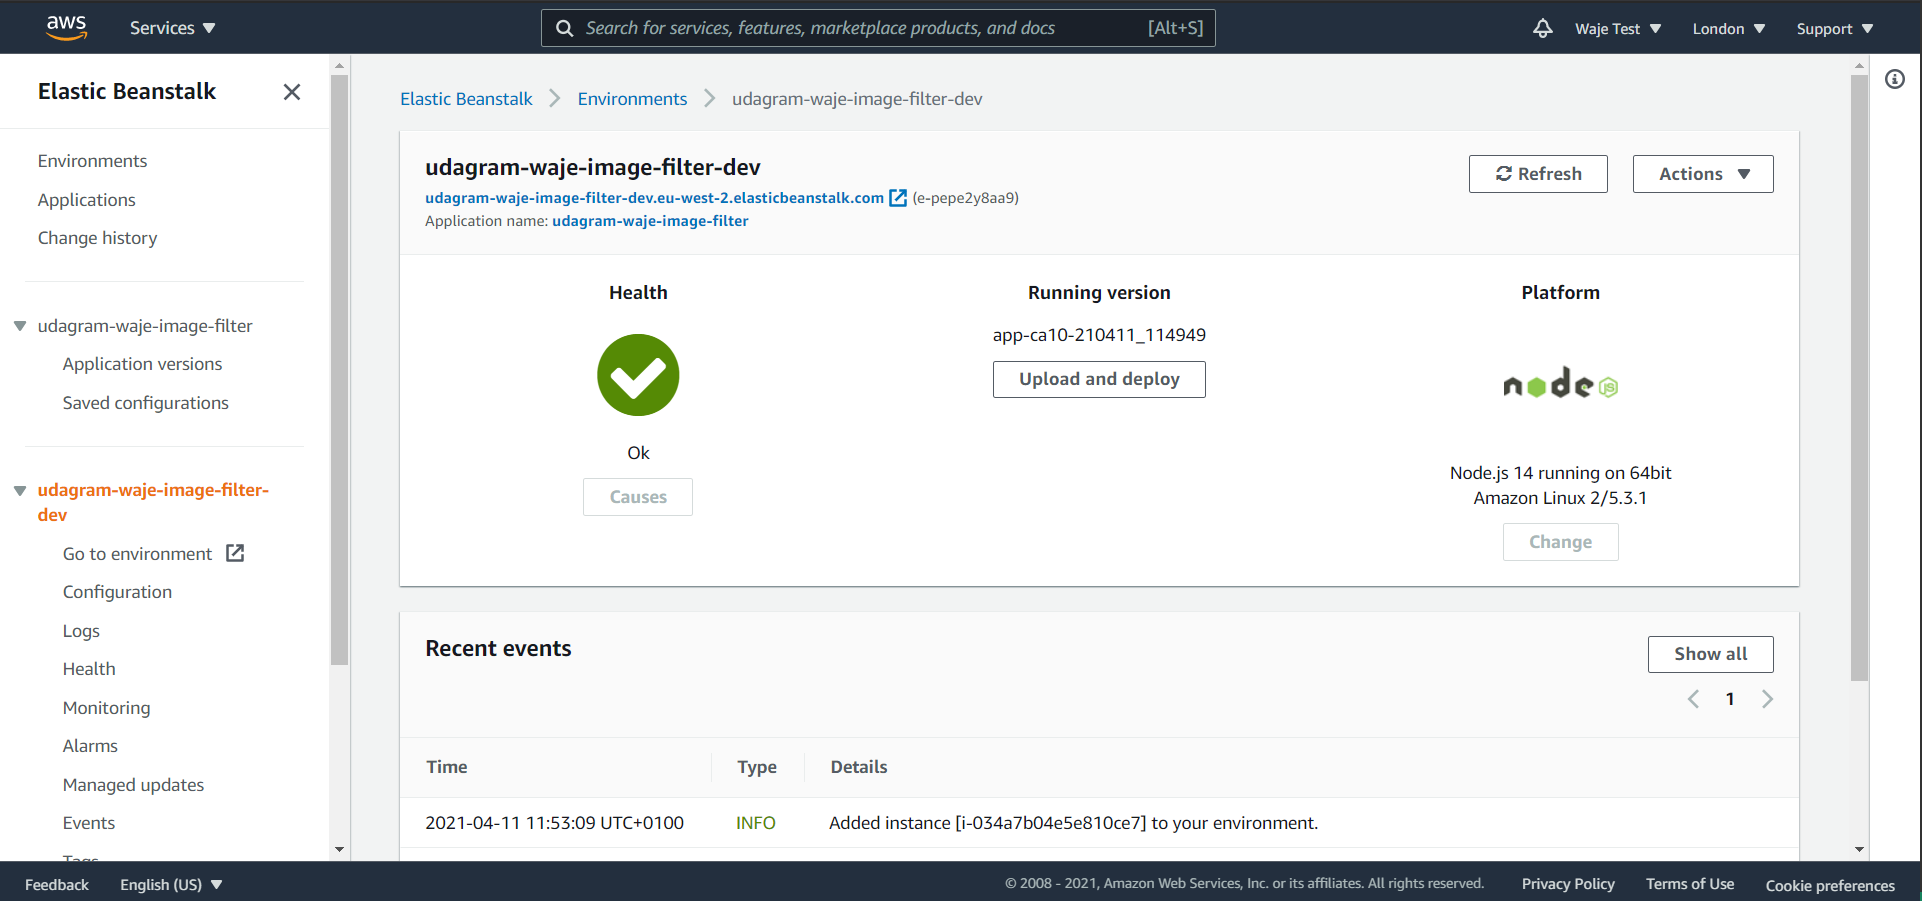 aws
Services
Search for services, features, marketplace products, and docs [Alt+S]
Waje Test
London
Support
Elastic Beanstalk
Environments
Applications
Change history
udagram-waje-image-filter
Application versions
Saved configurations
udagram-waje-image-filter-
dev
Go to environment
Configuration
Logs
Health
Monitoring
Alarms
Managed updates
Events
Tags
Elastic Beanstalk > Environments > udagram-waje-image-filter-dev
udagram-waje-image-filter-dev
udagram-waje-image-filter-dev.eu-west-2.elasticbeanstalk.com (e-pepe2y8aa9)
Application name: udagram-waje-image-filter
Refresh
Actions
Health
Ok
Causes
Running version
app-ca10-210411_114949
Upload and deploy
Platform
node JS
Node.js 14 running on 64bit
Amazon Linux 2/5.3.1
Change
Recent events
Show all
1
Time Type Details
2021-04-11 11:53:09 UTC+0100 INFO Added instance [i-034a7b04e5e810ce7] to your environment.
Feedback
English (US)
© 2008 - 2021, Amazon Web Services, Inc. or its affiliates. All rights reserved.
Privacy Policy
Terms of Use
Cookie preferences